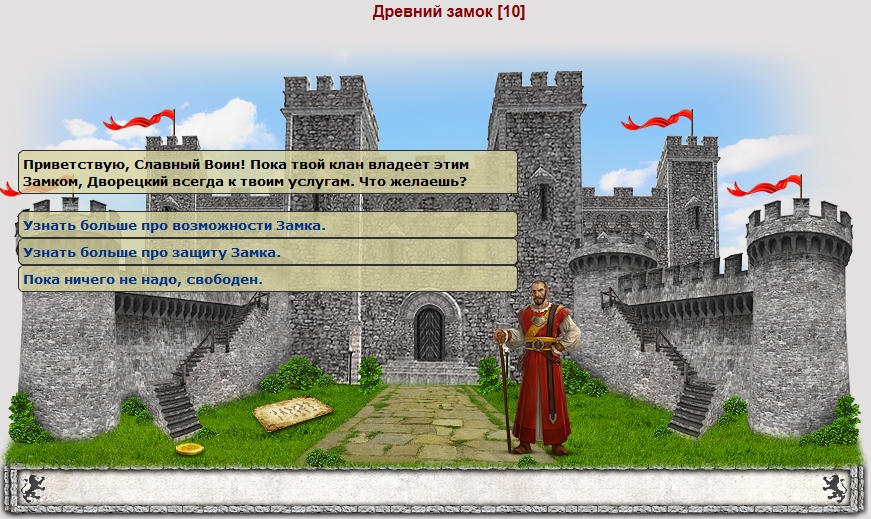 Древний замок [10]
Приветствую, Славный Воин! Пока твой клан владеет этим
Замком, Дворецкий всегда к твоим услугам. Что желаешь?
Узнать больше про возможности Замка.
Узнать больше про защиту Замка.
Пока ничего не надо, свободен.